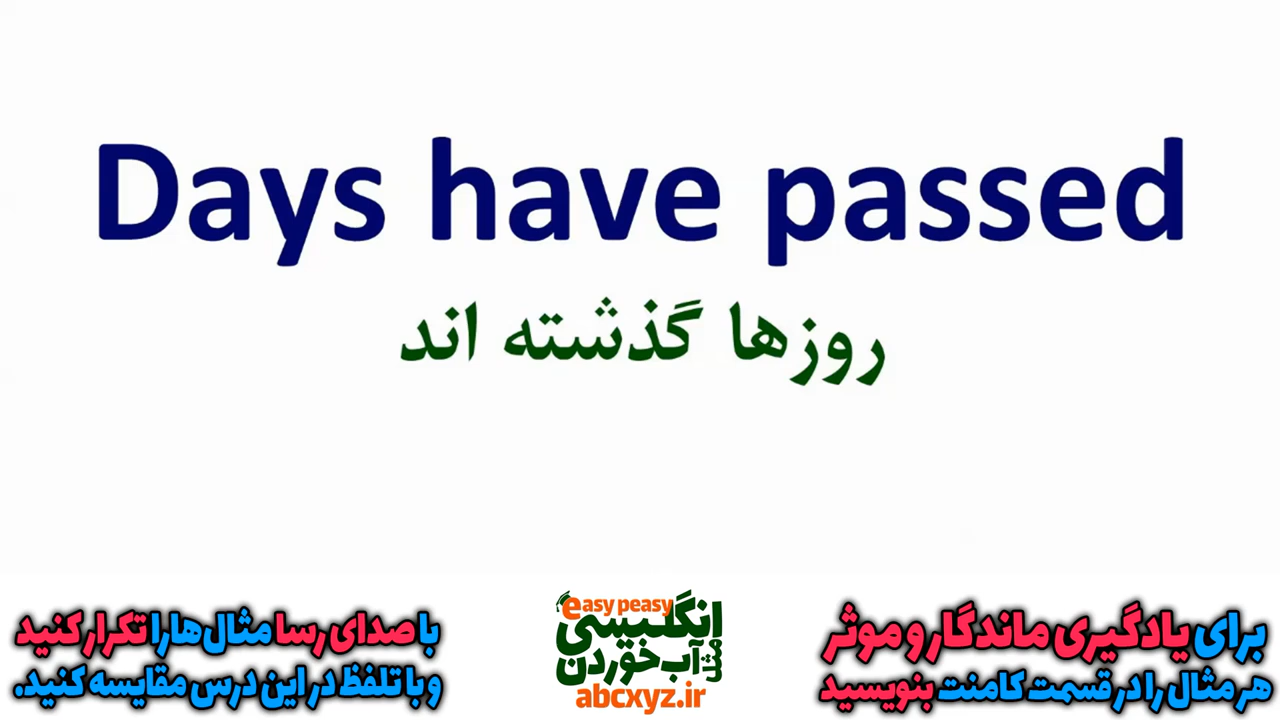 Days have passed
روزها گذشته اند
برای یادگیری ماندگار و موثر
هر مثال را در قسمت کامنت بنویسید
easy peasy
انگلیسی
مثل آب خوردن
abcxyz.ir
با صدای رسا مثال‌ها را تکرار کنید
و با تلفظ در این درس مقایسه کنید.